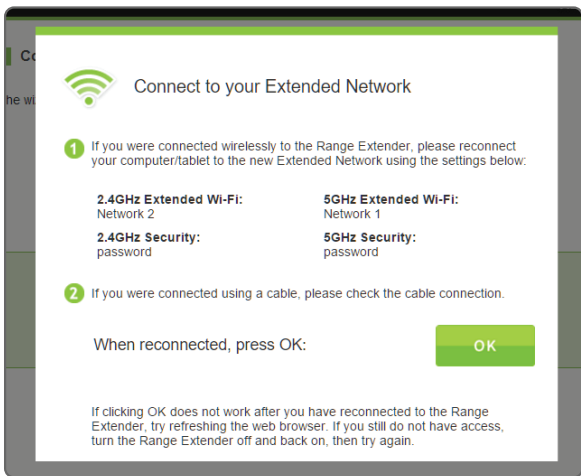 Connect to your Extended Network
1 If you were connected wirelessly to the Range Extender, please reconnect
your computer/tablet to the new Extended Network using the settings below:
2.4GHz Extended Wi-Fi: 5GHz Extended Wi-Fi:
Network 2 Network 1
2.4GHz Security: 5GHz Security:
password password
2 If you were connected using a cable, please check the cable connection.
When reconnected, press OK: OK
If clicking OK does not work after you have reconnected to the Range
Extender, try refreshing the web browser. If you still do not have access,
turn the Range Extender off and back on, then try again.